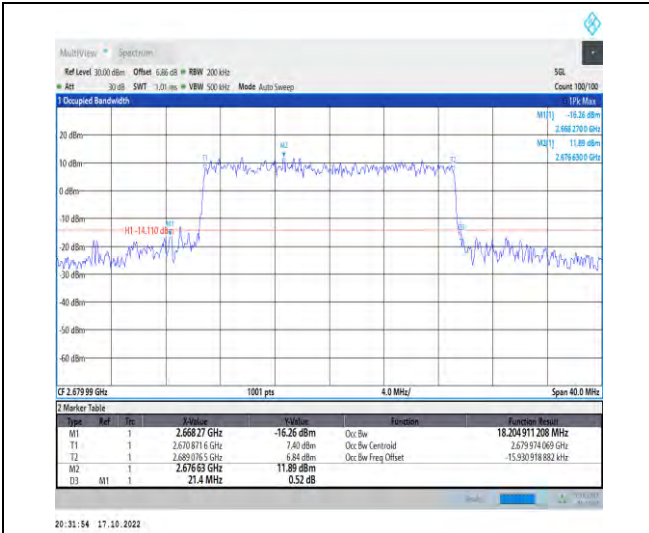 MultiView Spectrum
Ref Level 30.00 dBm Offset 6.86 dB RBW 200 kHz SGL
Att 30 dB SWT 1.01 ms VBW 500 kHz Mode Auto Sweep Count 100/100
1 Occupied Bandwidth 1Pk Max
M1[1] -16.26 dBm
2.668 2700 GHz
M2[1] 11.89 dBm
2.676 6300 GHz
20 dBm
M2
T1
T2
10 dBm
0 dBm
-10 dBm
H1 -14.110 dBm
M1
D3
-20 dBm
-30 dBm
-40 dBm
-50 dBm
-60 dBm
CF 2.679 99 GHz 1001 pts 4.0 MHz/ Span 40.0 MHz
2 Marker Table
Type Ref Trc X-Value Y-Value Function Function Result
M1 1 2.668 27 GHz -16.26 dBm Occ Bw 18.204 911 208 MHz
T1 1 2.670 871 6 GHz 7.40 dBm Occ Bw Centroid 2.679 974 069 GHz
T2 1 2.689 076 5 GHz 6.84 dBm Occ Bw Freq Offset -15.930 918 882 kHz
M2 1 2.676 63 GHz 11.89 dBm
D3 M1 1 21.4 MHz 0.52 dB
20:31:54 17.10.2022